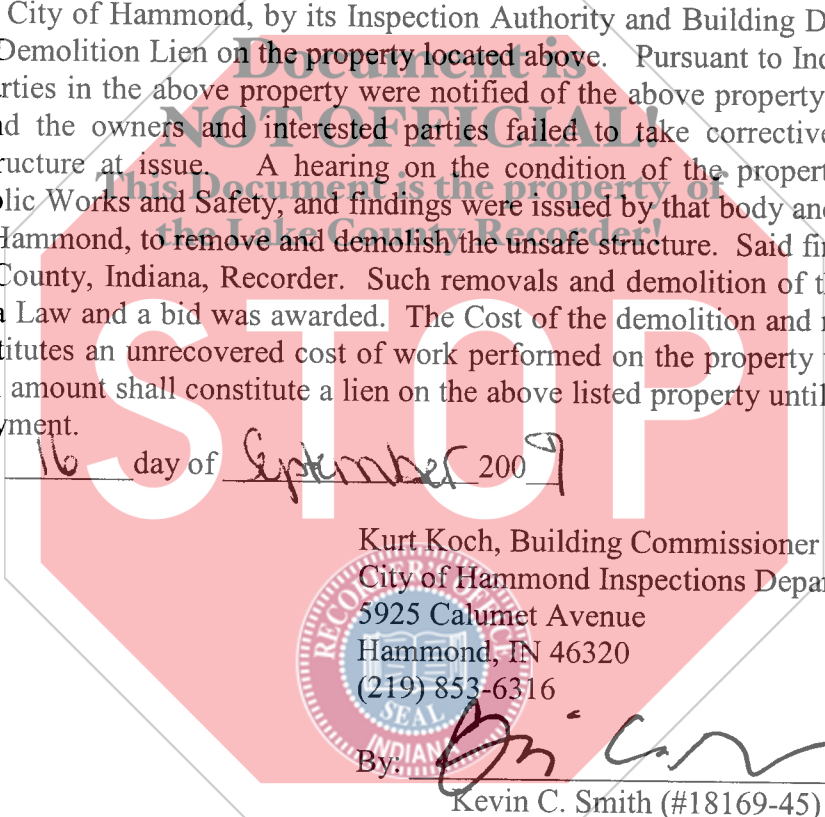 City of Hammond, by its Inspection Authority and Building D
Demolition Lien on the property located above. Pursuant to Ind
rties in the above property were notified of the above property
d the owners and interested parties failed to take corrective
ructure at issue. A hearing on the condition of the propert
lic Works and Safety, and findings were issued by that body an
Hammond, to remove and demolish the unsafe structure. Said fi
County, Indiana, Recorder. Such removals and demolition of t
a Law and a bid was awarded. The Cost of the demolition and
titutes an unrecovered cost of work performed on the property
amount shall constitute a lien on the above listed property until
yment.
16 day of September 2009
Kurt Koch, Building Commissioner
City of Hammond Inspections Depa
5925 Calumet Avenue
Hammond, IN 46320
(219) 853-6316
By:
Kevin C. Smith (#18169-45)
Document is
NOT OFFICIAL!
This Document is the property of
the Lake County Recorder!
STOP
RECORDER'S OFFICE
SEAL
INDIANA